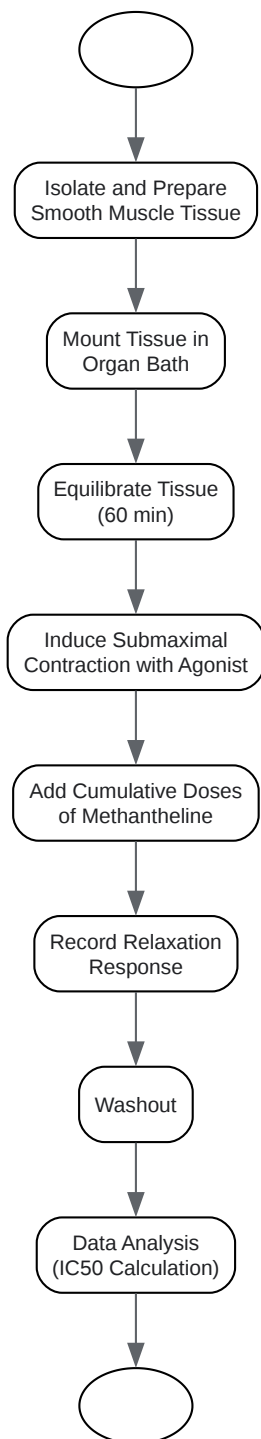 Isolate and Prepare
Smooth Muscle Tissue
Mount Tissue in
Organ Bath
Equilibrate Tissue
(60 min)
Induce Submaximal
Contraction with Agonist
Add Cumulative Doses
of Methantheline
Record Relaxation
Response
Washout
Data Analysis
(IC50 Calculation)